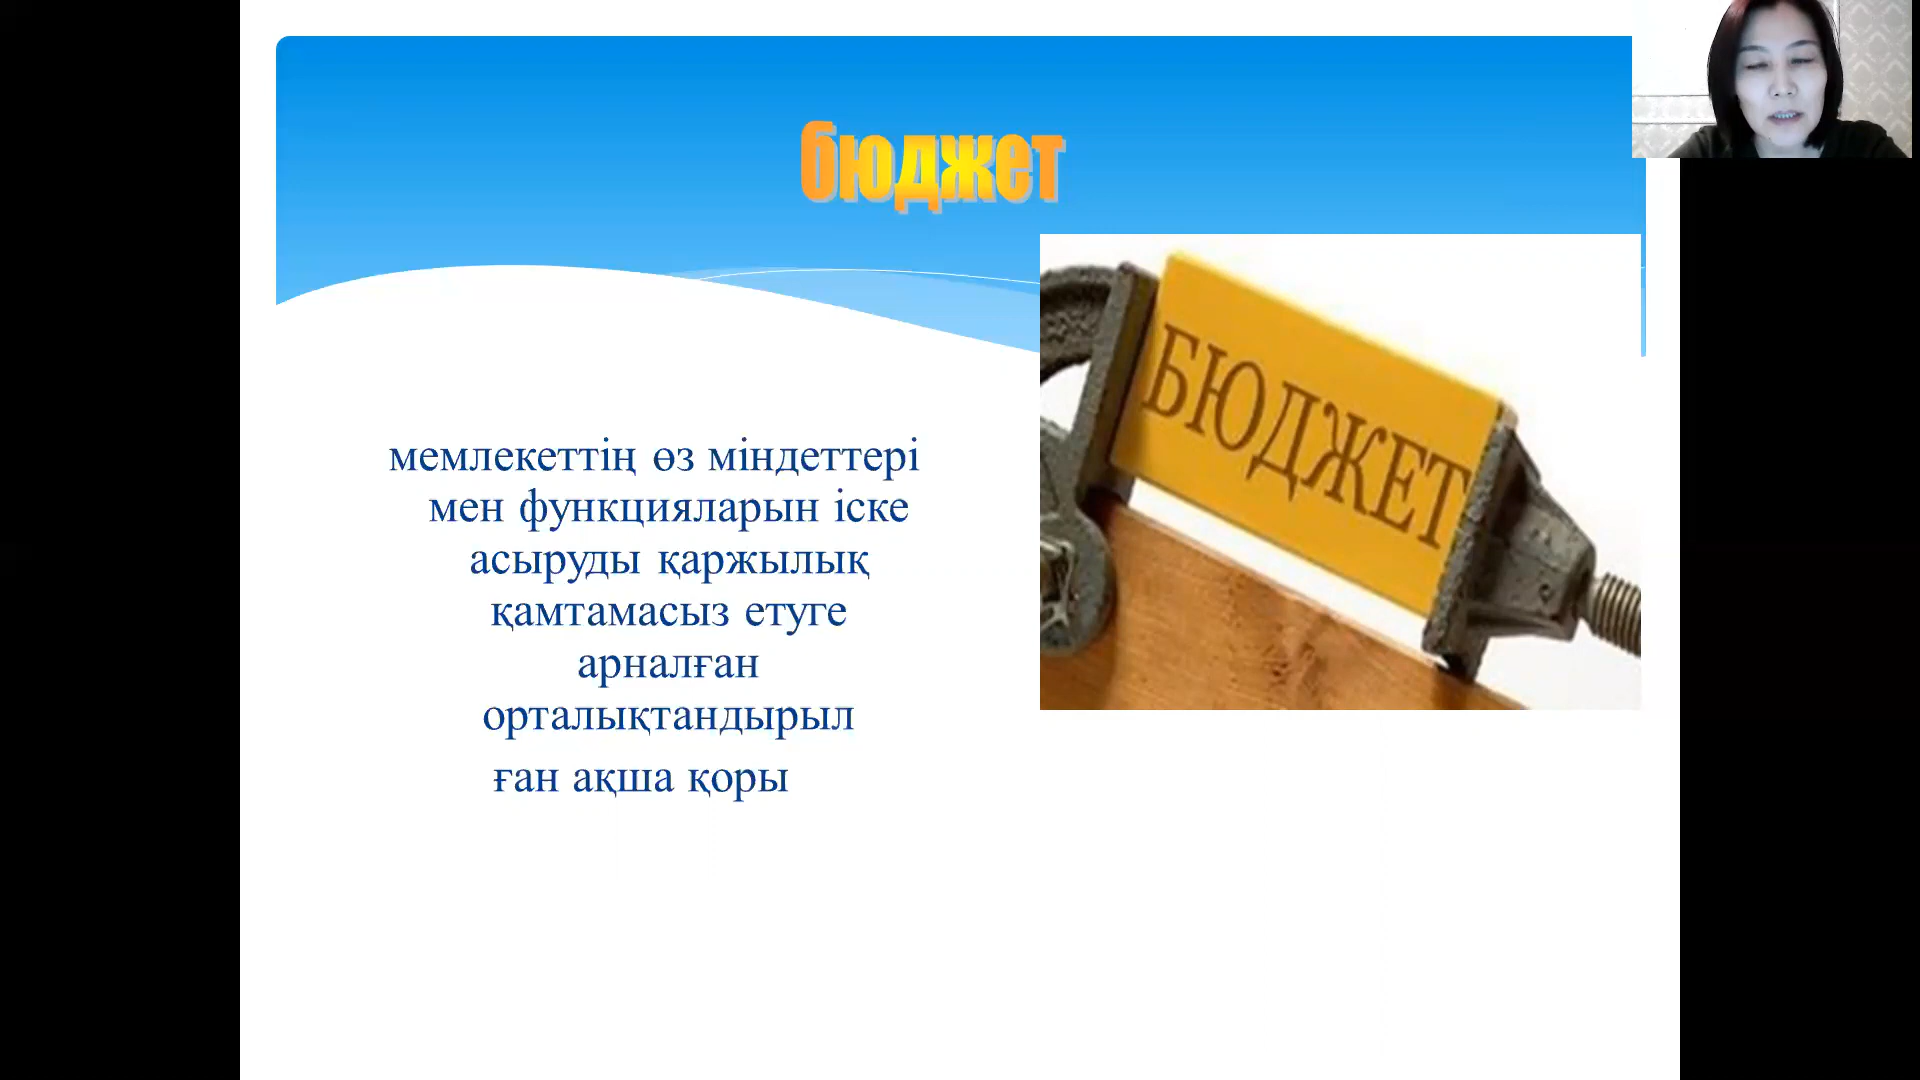 бюджет
БЮДЖЕТ
мемлекеттің өз міндеттері
мен функцияларын іске
асыруды қаржылық
қамтамасыз етуге
арналған
орталықтандырыл
ған ақша қоры